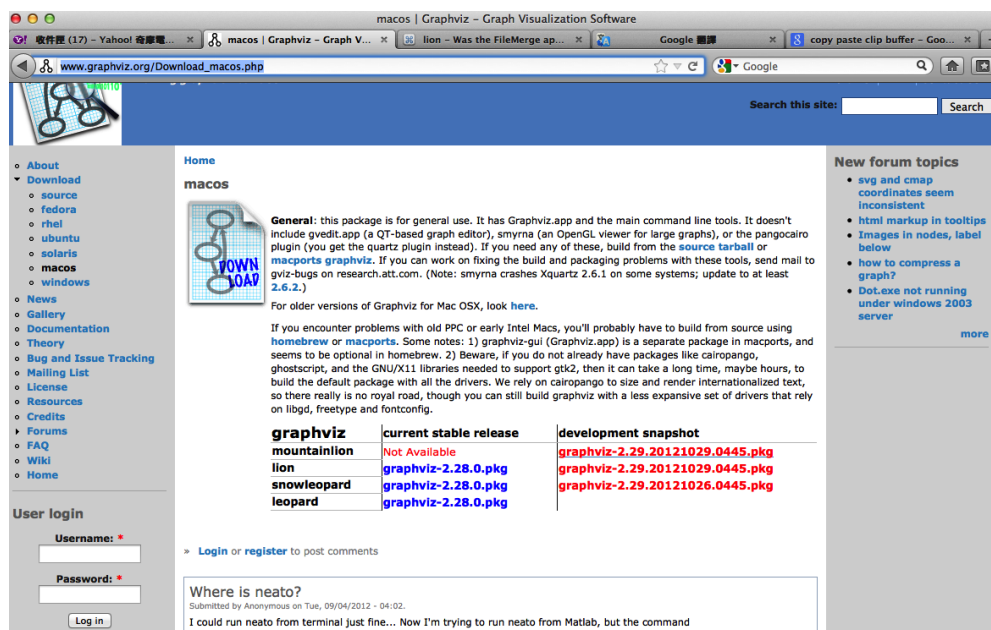 macos | Graphviz – Graph Visualization Software
收件匣 (17) – Yahoo! 奇摩電...
macos | Graphviz – Graph V...
lion – Was the FileMerge ap...
Google 翻譯
copy paste clip buffer – Goo...
www.graphviz.org/Download_macos.php
Google
Search this site:
Search
About
Download
source
fedora
rhel
ubuntu
solaris
macos
windows
News
Gallery
Documentation
Theory
Bug and Issue Tracking
Mailing List
License
Resources
Credits
Forums
FAQ
Wiki
Home
User login
Username: *
Password: *
Log in
Home
macos
DOWN
LOAD
General: this package is for general use. It has Graphviz.app and the main command line tools. It doesn't
include gvedit.app (a QT-based graph editor), smyrna (an OpenGL viewer for large graphs), or the pangocairo
plugin (you get the quartz plugin instead). If you need any of these, build from the source tarball or
macports graphviz. If you can work on fixing the build and packaging problems with these tools, send mail to
gviz-bugs on research.att.com. (Note: smyrna crashes Xquartz 2.6.1 on some systems; update to at least
2.6.2.)
For older versions of Graphviz for Mac OSX, look here.
If you encounter problems with old PPC or early Intel Macs, you'll probably have to build from source using
homebrew or macports. Some notes: 1) graphviz-gui (Graphviz.app) is a separate package in macports, and
seems to be optional in homebrew. 2) Beware, if you do not already have packages like cairopango,
ghostscript, and the GNU/X11 libraries needed to support gtk2, then it can take a long time, maybe hours, to
build the default package with all the drivers. We rely on cairopango to size and render internationalized text,
so there really is no royal road, though you can still build graphviz with a less expansive set of drivers that rely
on libgd, freetype and fontconfig.
graphviz current stable release development snapshot
mountainlion Not Available graphviz-2.29.20121029.0445.pkg
lion graphviz-2.28.0.pkg graphviz-2.29.20121029.0445.pkg
snowleopard graphviz-2.28.0.pkg graphviz-2.29.20121026.0445.pkg
leopard graphviz-2.28.0.pkg
» Login or register to post comments
Where is neato?
Submitted by Anonymous on Tue, 09/04/2012 - 04:02.
I could run neato from terminal just fine... Now I'm trying to run neato from Matlab, but the command
New forum topics
svg and cmap
coordinates seem
inconsistent
html markup in tooltips
Images in nodes, label
below
how to compress a
graph?
Dot.exe not running
under windows 2003
server
more